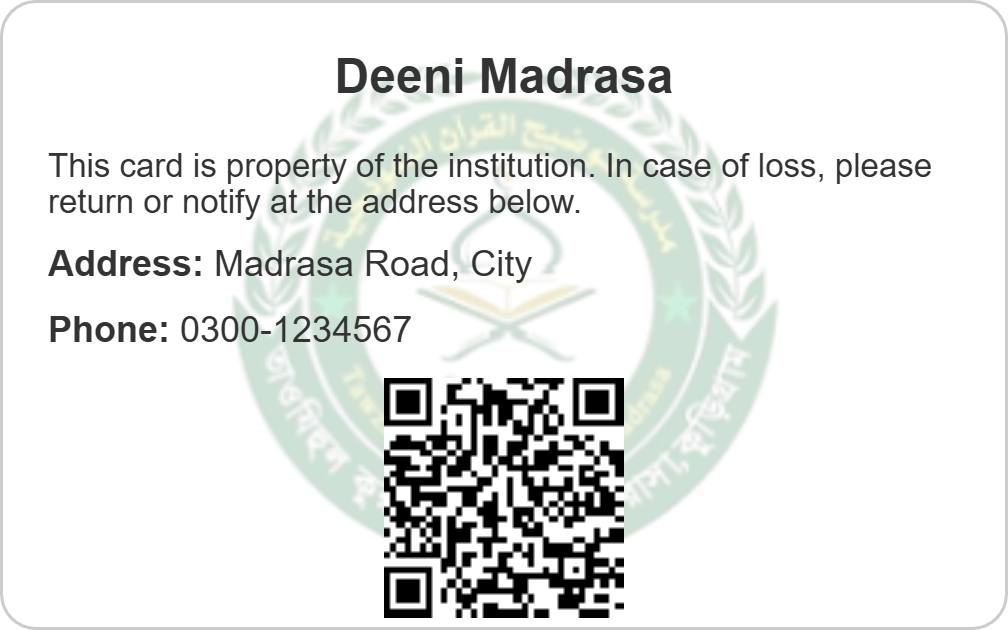 Deeni Madrasa
This card is property of the institution. In case of loss, please
return or notify at the address below.
Address: Madrasa Road, City
Phone: 0300-1234567